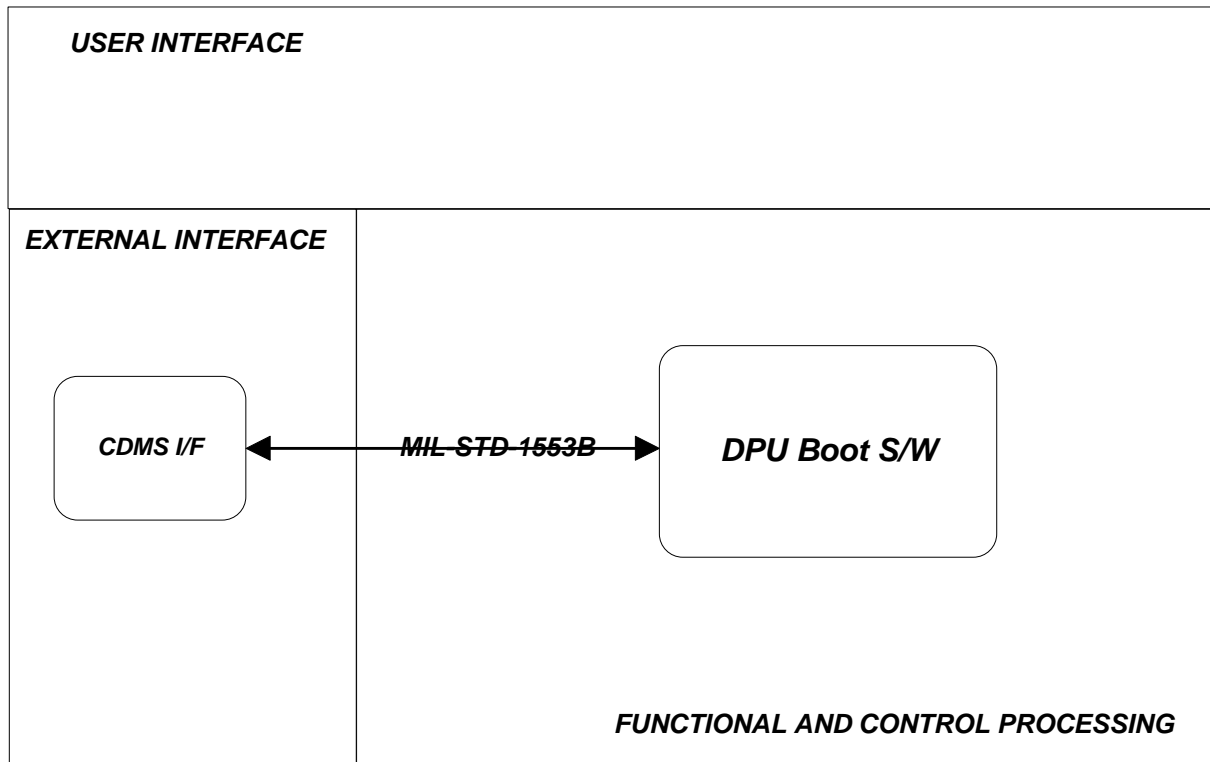 USER INTERFACE
EXTERNAL INTERFACE
CDMS I/F
MIL-STD-1553B
DPU Boot S/W
FUNCTIONAL AND CONTROL PROCESSING